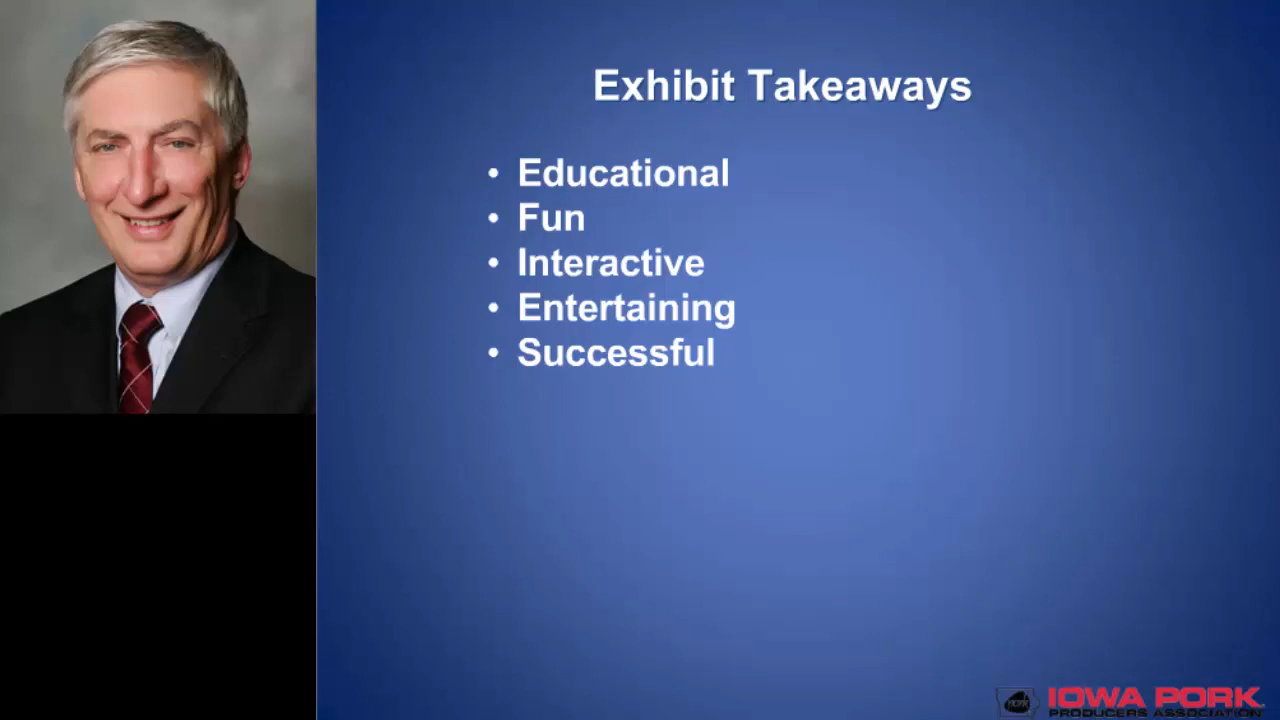 Exhibit Takeaways
• Educational
• Fun
• Interactive
• Entertaining
• Successful
IOWA PORK
PRODUCERS ASSOCIATION